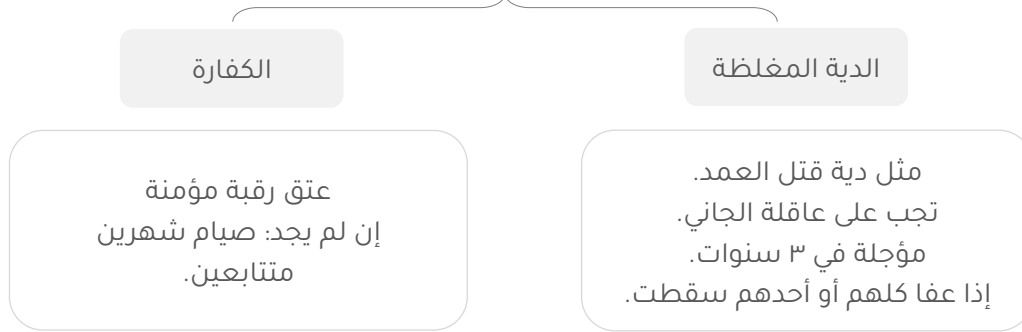 الدية المغلظة
مثل دية قتل العمد.
تجب على عاقلة الجاني.
مؤجلة في ٣ سنوات.
إذا عفا كلهم أو أحدهم سقطت.
الكفارة
عتق رقبة مؤمنة
إن لم يجد: صيام شهرين
متتابعين.